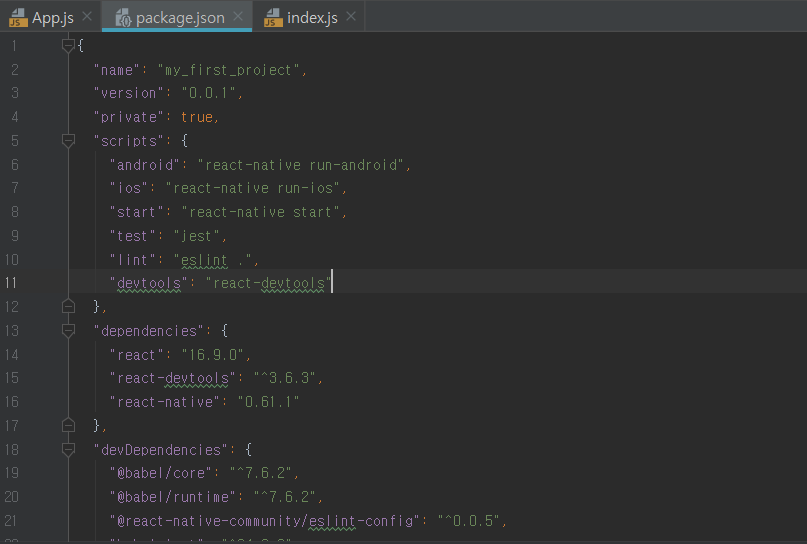 App.js package.json index.js
1 {
2 "name": "my_first_project",
3 "version": "0.0.1",
4 "private": true,
5 "scripts": {
6 "android": "react-native run-android",
7 "ios": "react-native run-ios",
8 "start": "react-native start",
9 "test": "jest",
10 "lint": "eslint .",
11 "devtools": "react-devtools"
12 },
13 "dependencies": {
14 "react": "16.9.0",
15 "react-devtools": "^3.6.3",
16 "react-native": "0.61.1"
17 },
18 "devDependencies": {
19 "@babel/core": "^7.6.2",
20 "@babel/runtime": "^7.6.2",
21 "@react-native-community/eslint-config": "^0.0.5",